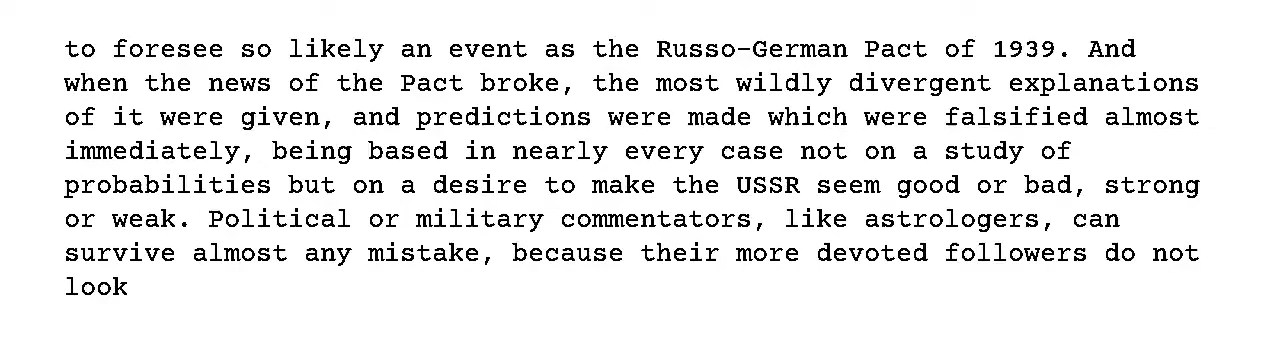 to foresee so likely an event as the Russo-German Pact of 1939. And
when the news of the Pact broke, the most wildly divergent explanations
of it were given, and predictions were made which were falsified almost
immediately, being based in nearly every case not on a study of
probabilities but on a desire to make the USSR seem good or bad, strong
or weak. Political or military commentators, like astrologers, can
survive almost any mistake, because their more devoted followers do not
look